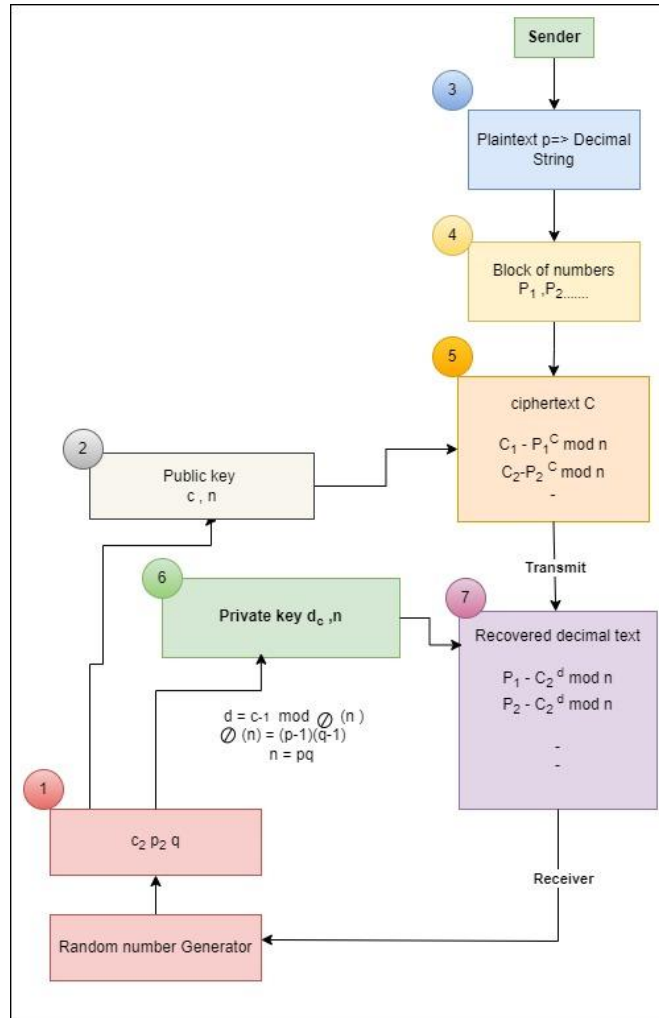 Sender
3
Plaintext p=> Decimal
String
4
Block of numbers
P₁ ,P₂.......
5
ciphertext C
C₁ - P₁ᶜ mod n
C₂-P₂ ᶜ mod n
-
2
Public key
c , n
Transmit
6
Private key d꜀ ,n
7
Recovered decimal text
P₁ - C₂ ᵈ mod n
P₂ - C₂ ᵈ mod n
-
-
d = c-1 mod ∅ (n )
∅ (n) = (p-1)(q-1)
n = pq
1
c₂ p₂ q
Receiver
Random number Generator